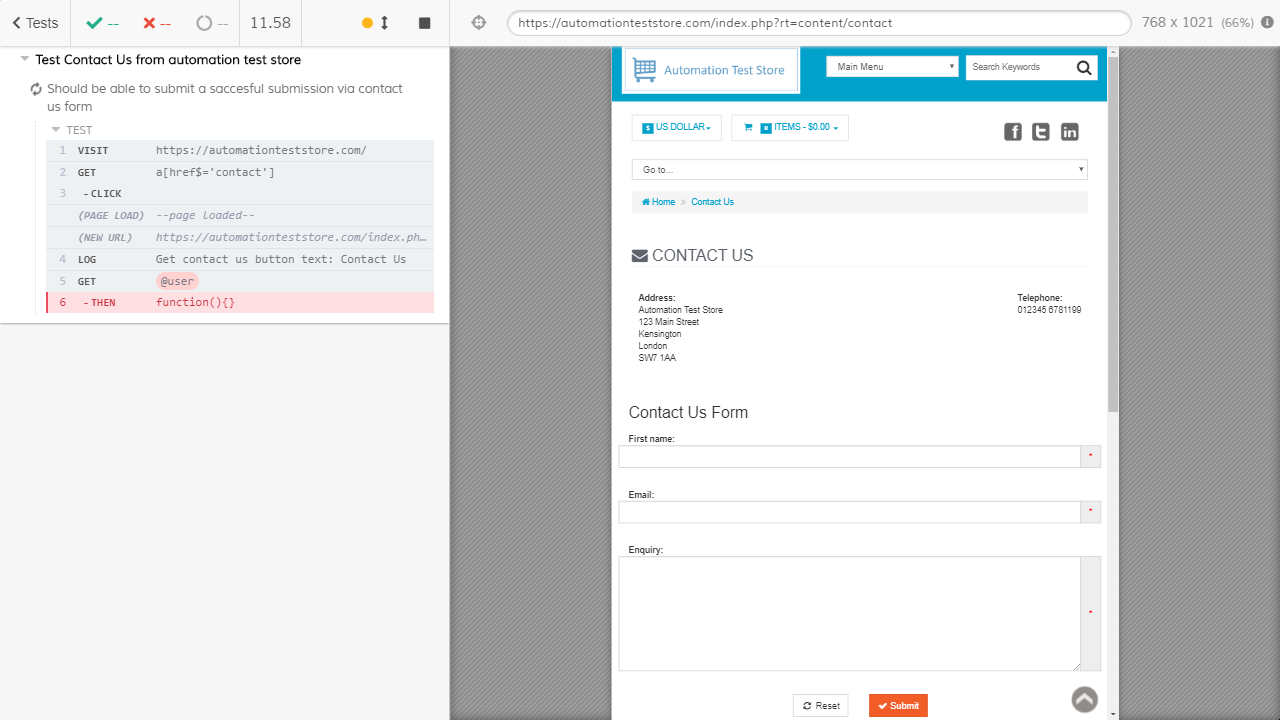 Tests
--
--
--
11.58
https://automationteststore.com/index.php?rt=content/contact
768 x 1021 (66%)
Test Contact Us from automation test store
Should be able to submit a succesful submission via contact
us form
TEST
1 VISIT https://automationteststore.com/
2 GET a[href$='contact']
3 -CLICK
(PAGE LOAD) --page loaded--
(NEW URL) https://automationteststore.com/index.ph…
4 LOG Get contact us button text: Contact Us
5 GET @user
6 -THEN function(){}
Automation Test Store
Main Menu
Search Keywords
$ US DOLLAR
0 ITEMS - $0.00
Go to...
Home » Contact Us
CONTACT US
Address:
Automation Test Store
123 Main Street
Kensington
London
SW7 1AA
Telephone:
012345 6781199
Contact Us Form
First name:
*
Email:
*
Enquiry:
*
Reset
Submit